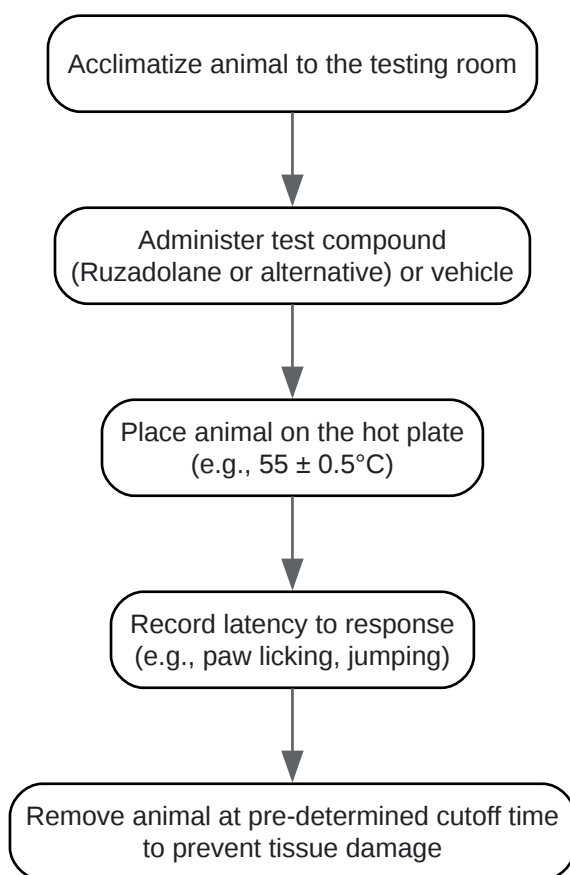 Acclimatize animal to the testing room
Administer test compound
(Ruzadolane or alternative) or vehicle
Place animal on the hot plate
(e.g., 55 ± 0.5°C)
Record latency to response
(e.g., paw licking, jumping)
Remove animal at pre-determined cutoff time
to prevent tissue damage